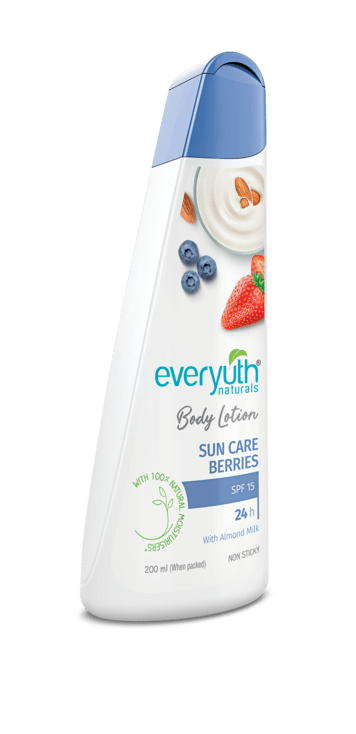 everyuth®
naturals
Body Lotion
SUN CARE
BERRIES
SPF 15
24 h
With Almond Milk
WITH 100% NATURAL MOISTURISERS*
200 ml (When packed)
NON STICKY